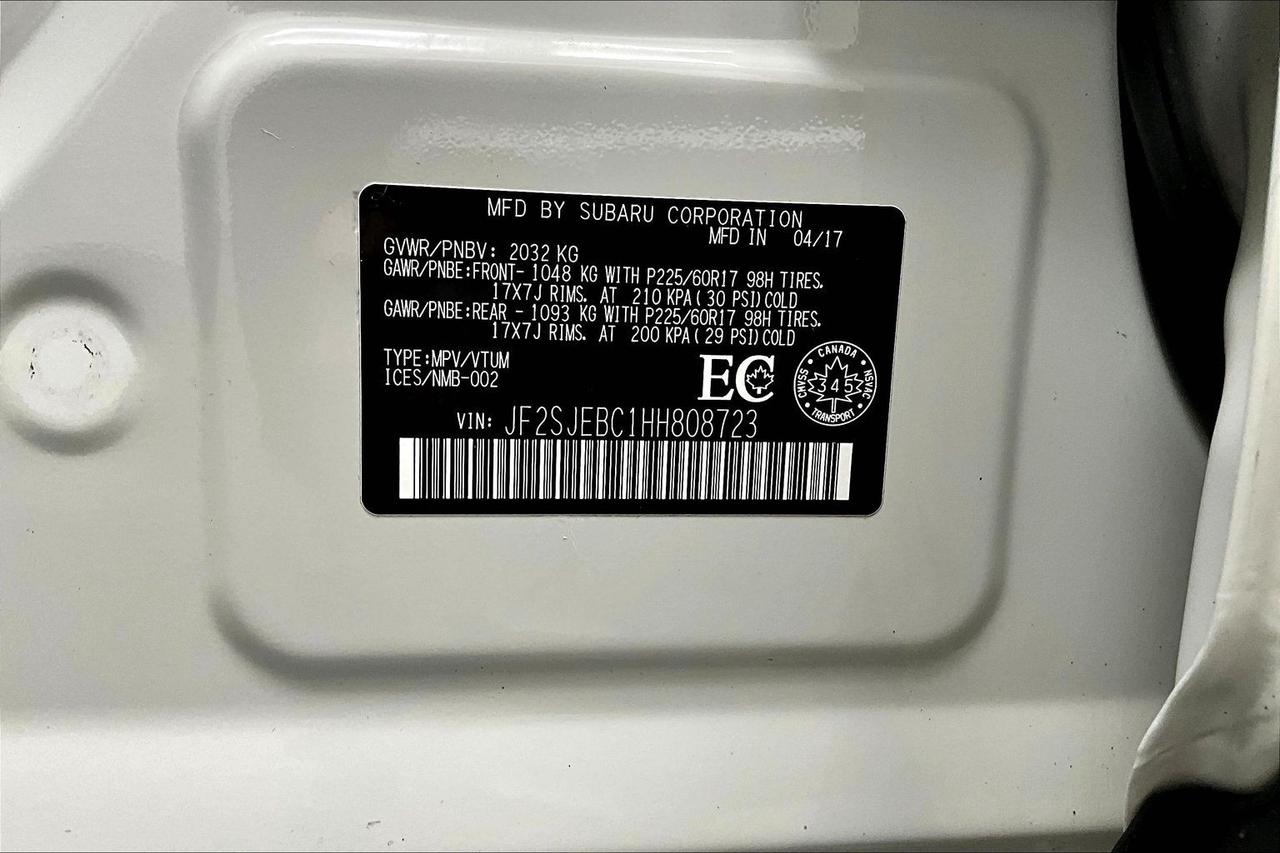 MFD BY SUBARU CORPORATION
MFD IN 04/17
GVWR/PNBV: 2032 KG
GAWR/PNBE:FRONT- 1048 KG WITH P225/60R17 98H TIRES.
17X7J RIMS. AT 210 KPA(30 PSI)COLD
GAWR/PNBE:REAR - 1093 KG WITH P225/60R17 98H TIRES.
17X7J RIMS. AT 200 KPA(29 PSI)COLD
TYPE:MPV/VTUM
ICES/NMB-002
EC
CANADA
CMVSS
345
NSVAC
TRANSPORT
VIN: JF2SJEBC1HH808723